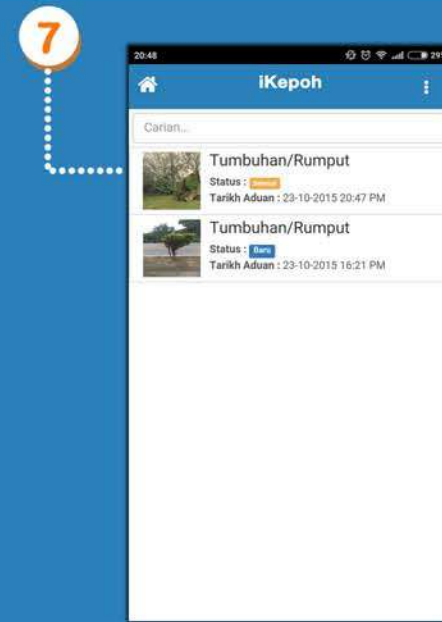 7
20:48 29%
iKepoh
Carian...
Tumbuhan/Rumput
Status :
Tarikh Aduan : 23-10-2015 20:47 PM
Tumbuhan/Rumput
Status : Baru
Tarikh Aduan : 23-10-2015 16:21 PM